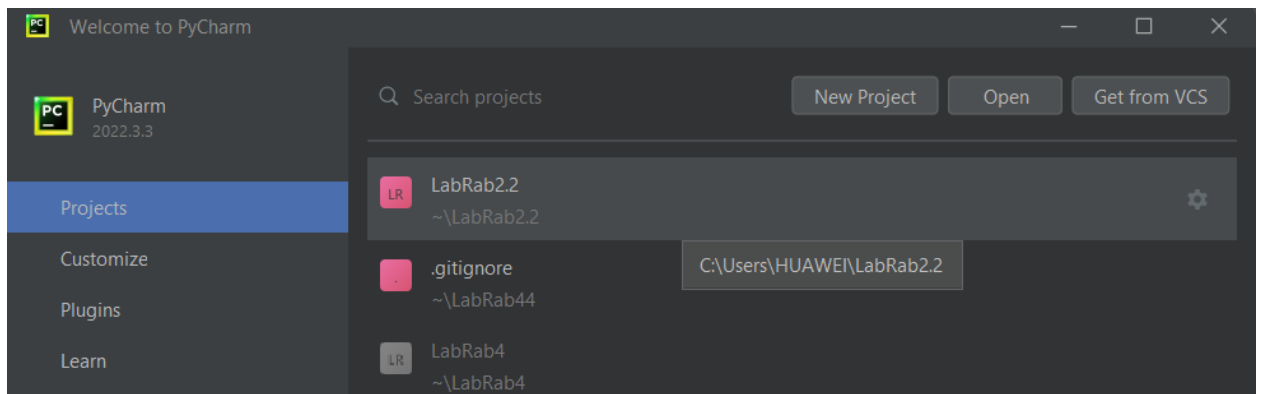 PC Welcome to PyCharm
PC PyCharm
2022.3.3
Projects
Customize
Plugins
Learn
Search projects
New Project
Open
Get from VCS
LR LabRab2.2
~\LabRab2.2
C:\Users\HUAWEI\LabRab2.2
. .gitignore
~\LabRab44
LR LabRab4
~\LabRab4